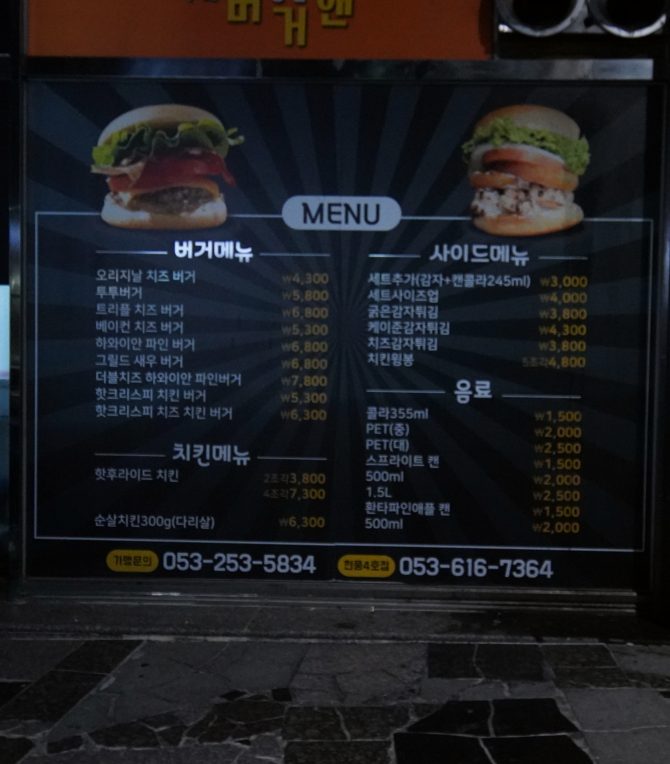 버거앤
MENU
버거메뉴
오리지날 치즈 버거 ₩4,300
투투버거 ₩5,800
트리플 치즈 버거 ₩6,800
베이컨 치즈 버거 ₩5,300
하와이안 파인 버거 ₩6,800
그릴드 새우 버거 ₩6,800
더블치즈 하와이안 파인버거 ₩7,800
핫크리스피 치킨 버거 ₩5,300
핫크리스피 치즈 치킨 버거 ₩6,300
치킨메뉴
핫후라이드 치킨 2조각3,800
4조각7,300
순살치킨300g(다리살) ₩6,300
사이드메뉴
세트추가(감자+캔콜라245ml) ₩3,000
세트사이즈업 ₩4,000
굵은감자튀김 ₩3,800
케이준감자튀김 ₩4,300
치즈감자튀김 ₩3,800
치킨윙봉 5조각4,800
음료
콜라355ml ₩1,500
PET(중) ₩2,000
PET(대) ₩2,500
스프라이트 캔 ₩1,500
500ml ₩2,000
1.5L ₩2,500
환타파인애플 캔 ₩1,500
500ml ₩2,000
가맹문의 053-253-5834
현풍4호점 053-616-7364